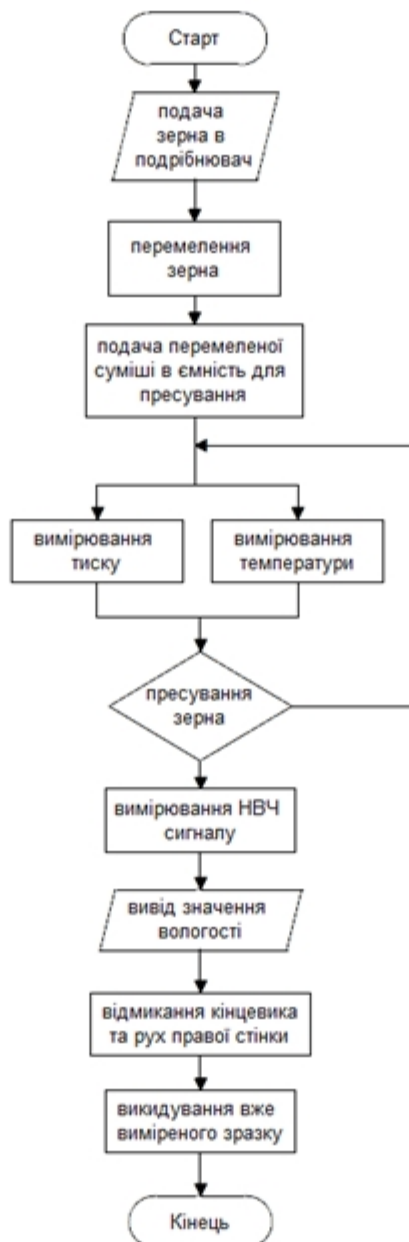 Старт
подача
зерна в
подрібнювач
перемелення
зерна
подача перемеленої
суміші в ємність для
пресування
вимірювання
тиску
вимірювання
температури
пресування
зерна
вимірювання НВЧ
сигналу
вивід значення
вологості
відмикання кінцевика
та рух правої стінки
викидування вже
виміреного зразку
Кінець